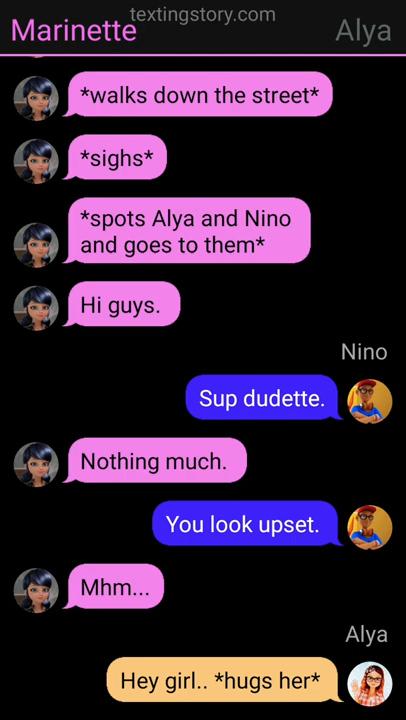 textingstory.com
Marinette
Alya
*walks down the street*
*sighs*
*spots Alya and Nino
and goes to them*
Hi guys.
Nino
Sup dudette.
Nothing much.
You look upset.
Mhm...
Alya
Hey girl.. *hugs her*